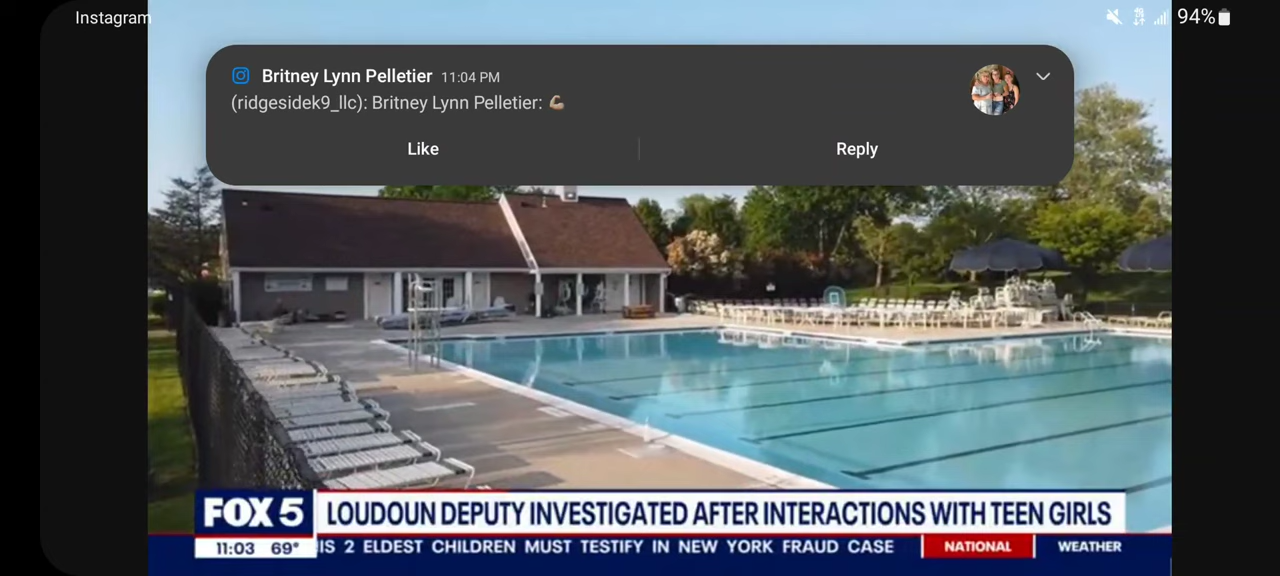 Instagram
94%
Britney Lynn Pelletier 11:04 PM
(ridgesidek9_llc): Britney Lynn Pelletier: 💪🏽
Like Reply
FOX 5 LOUDOUN DEPUTY INVESTIGATED AFTER INTERACTIONS WITH TEEN GIRLS
11:03 69° IS 2 ELDEST CHILDREN MUST TESTIFY IN NEW YORK FRAUD CASE NATIONAL WEATHER